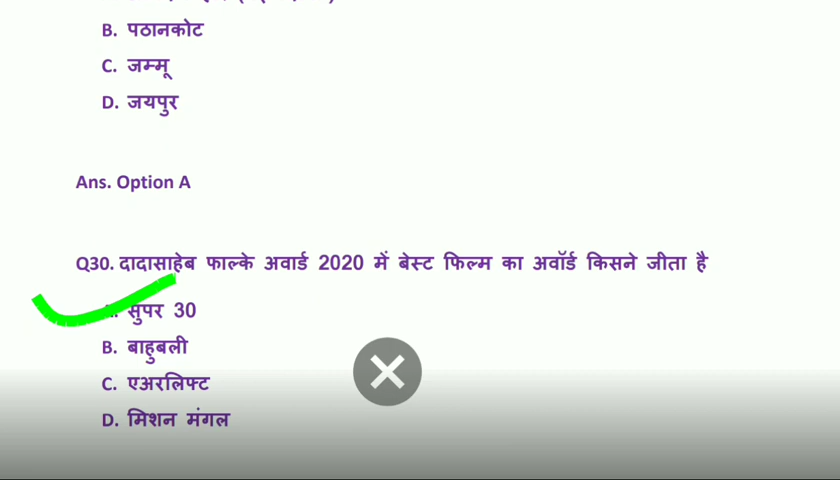 B. पठानकोट
C. जम्मू
D. जयपुर
Ans. Option A
Q30. दादासाहेब फाल्के अवार्ड 2020 में बेस्ट फिल्म का अवॉर्ड किसने जीता है
सुपर 30
B. बाहुबली
C. एअरलिफ्ट
D. मिशन मंगल